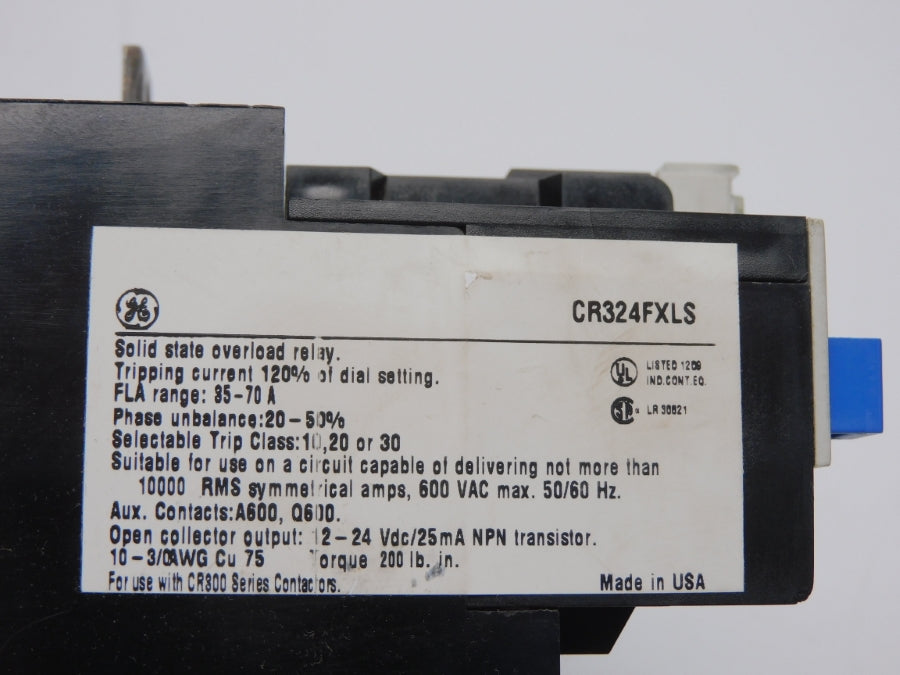 GE
CR324FXLS
Solid state overload relay.
Tripping current 120% of dial setting.
FLA range: 35-70 A
Phase unbalance:20-50%
Selectable Trip Class:10,20 or 30
Suitable for use on a circuit capable of delivering not more than
10000 RMS symmetrical amps, 600 VAC max. 50/60 Hz.
Aux. Contacts:A600, Q600.
Open collector output: 12-24 Vdc/25mA NPN transistor.
10-3/0AWG Cu 75 Torque 200 lb. in.
For use with CR300 Series Contactors.
Made in USA
UL LISTED 1209
IND.CONT.EQ.
LR 30821